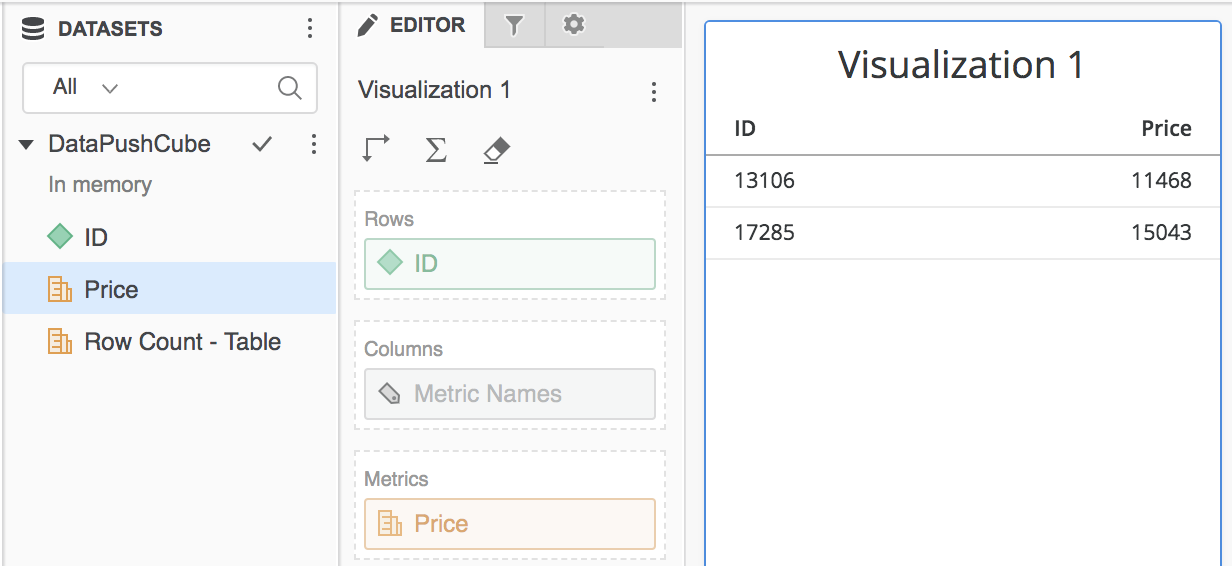 DATASETS
All
DataPushCube
In memory
ID
Price
Row Count - Table
EDITOR
Visualization 1
Rows
ID
Columns
Metric Names
Metrics
Price
Visualization 1
ID Price
13106 11468
17285 15043